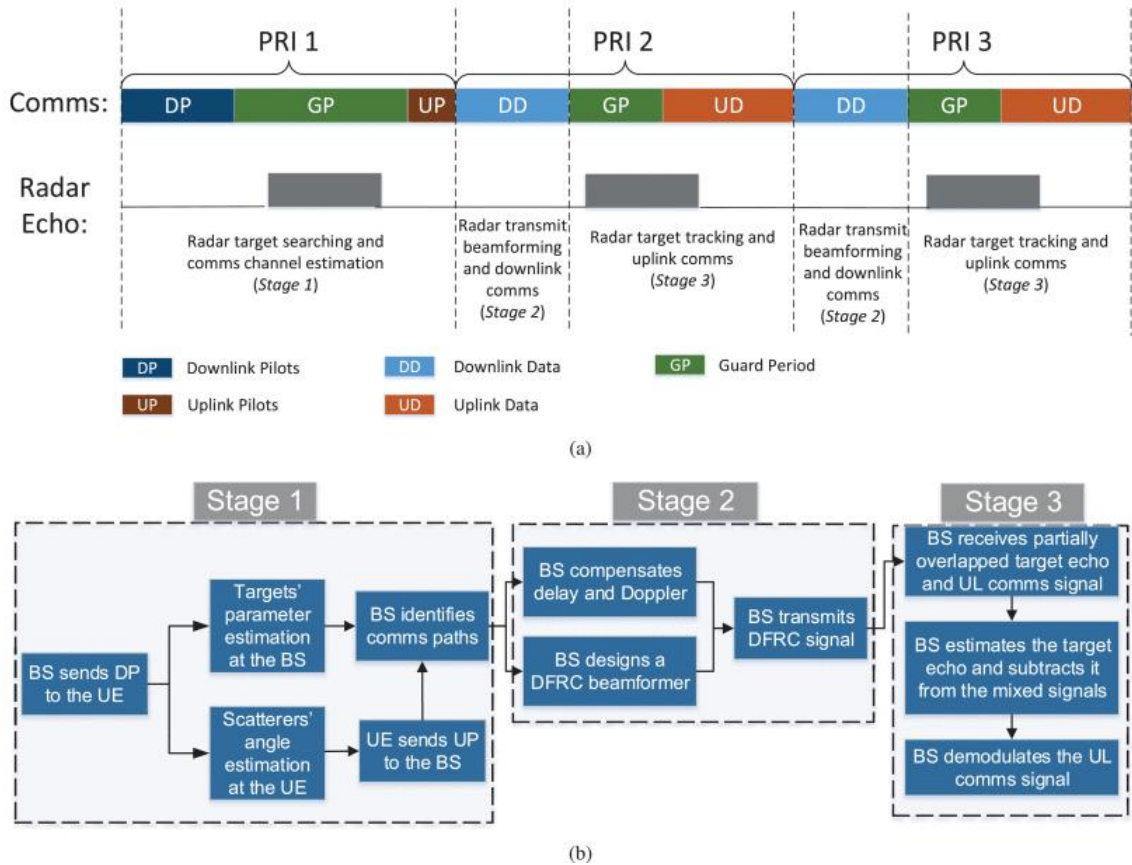 PRI 1
PRI 2
PRI 3
Comms:
DP
GP
UP
DD
GP
UD
DD
GP
UD
Radar
Echo:
Radar target searching and
comms channel estimation
(Stage 1)
Radar transmit
beamforming
and downlink
comms
(Stage 2)
Radar target tracking and
uplink comms
(Stage 3)
Radar transmit
beamforming
and downlink
comms
(Stage 2)
Radar target tracking and
uplink comms
(Stage 3)
DP Downlink Pilots
DD Downlink Data
GP Guard Period
UP Uplink Pilots
UD Uplink Data
(a)
Stage 1
BS sends DP
to the UE
Targets'
parameter
estimation
at the BS
BS identifies
comms paths
Scatterers'
angle
estimation
at the UE
UE sends UP
to the BS
Stage 2
BS compensates
delay and Doppler
BS designs a
DFRC beamformer
BS transmits
DFRC signal
Stage 3
BS receives partially
overlapped target echo
and UL comms signal
BS estimates the target
echo and subtracts it
from the mixed signals
BS demodulates the UL
comms signal
(b)